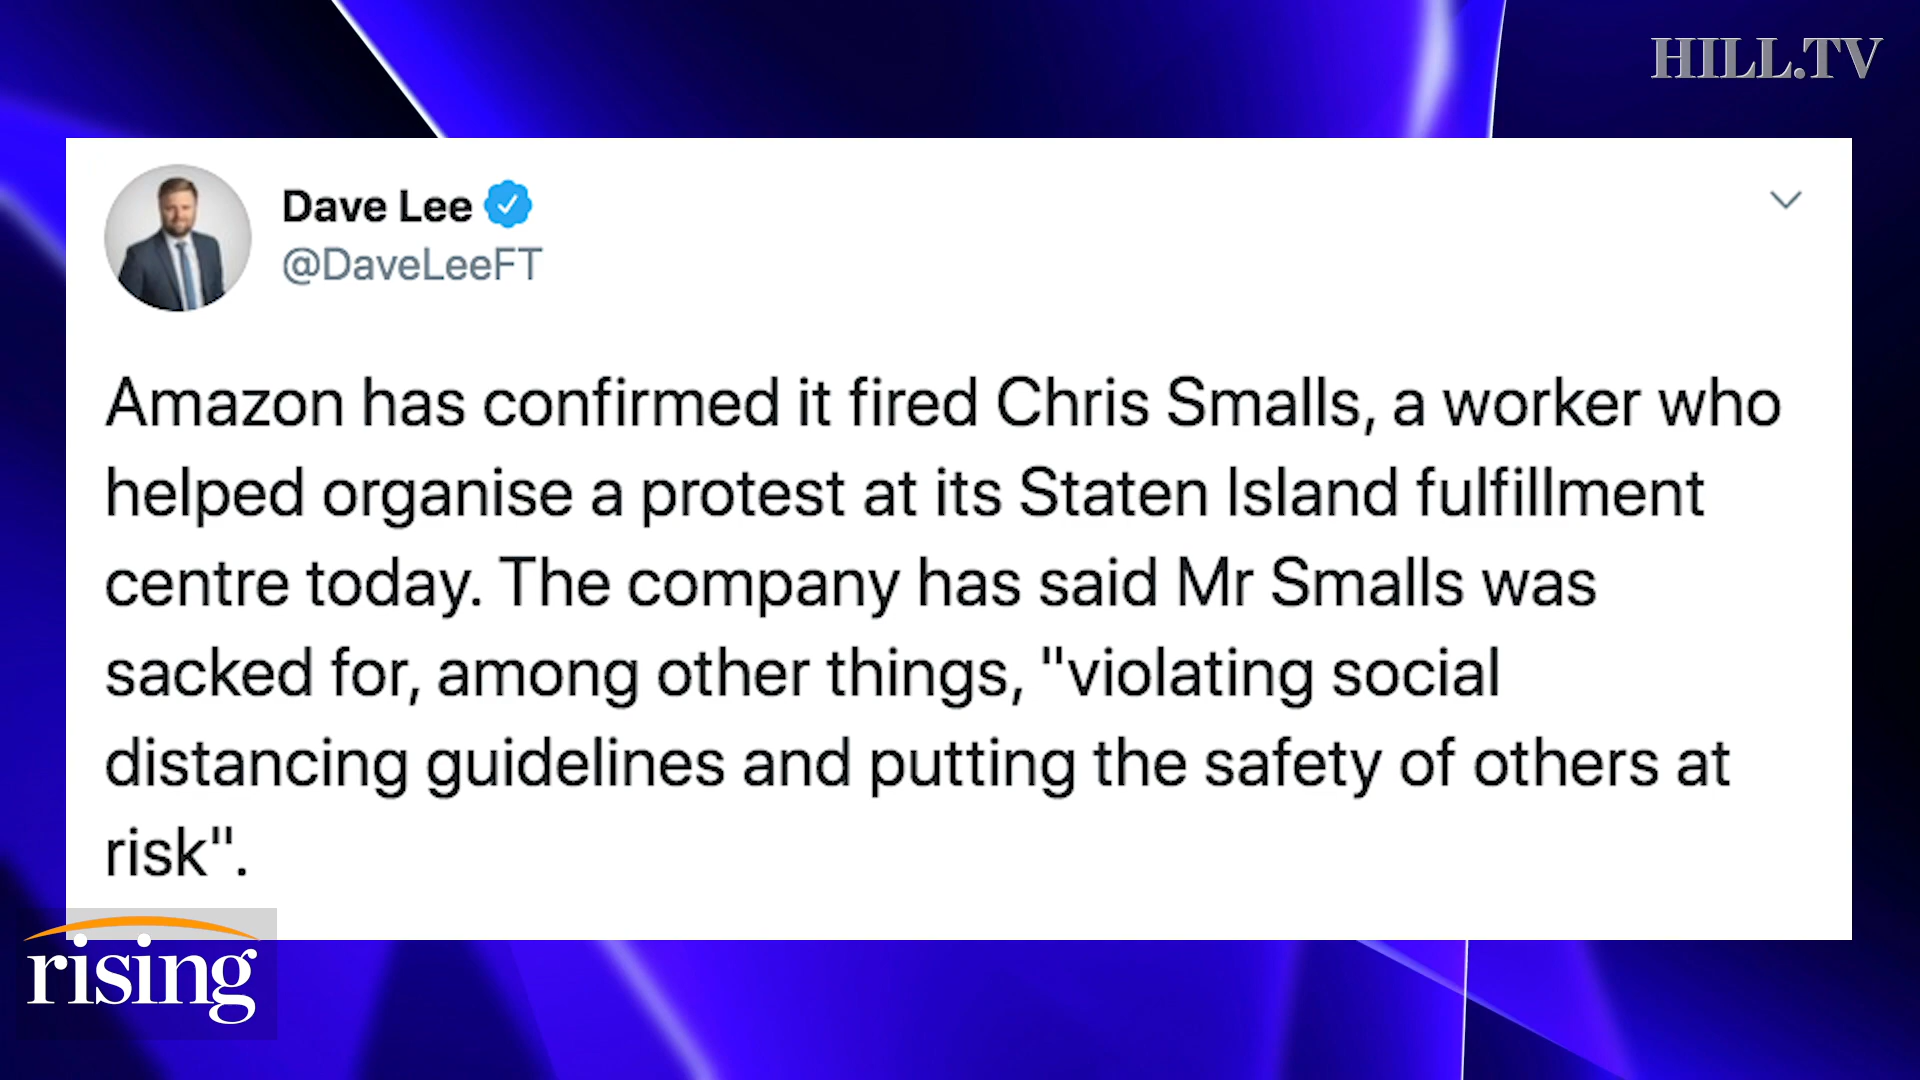 HILL.TV
Dave Lee
@DaveLeeFT
Amazon has confirmed it fired Chris Smalls, a worker who
helped organise a protest at its Staten Island fulfillment
centre today. The company has said Mr Smalls was
sacked for, among other things, "violating social
distancing guidelines and putting the safety of others at
risk".
rising